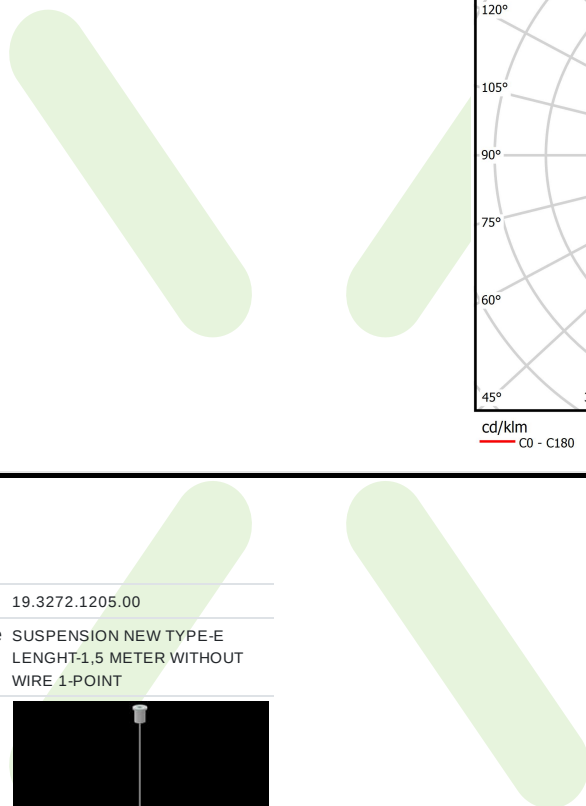 120°
105°
90°
75°
60°
45°
cd/klm
C0 - C180
19.3272.1205.00
SUSPENSION NEW TYPE-E
LENGHT-1,5 METER WITHOUT
WIRE 1-POINT